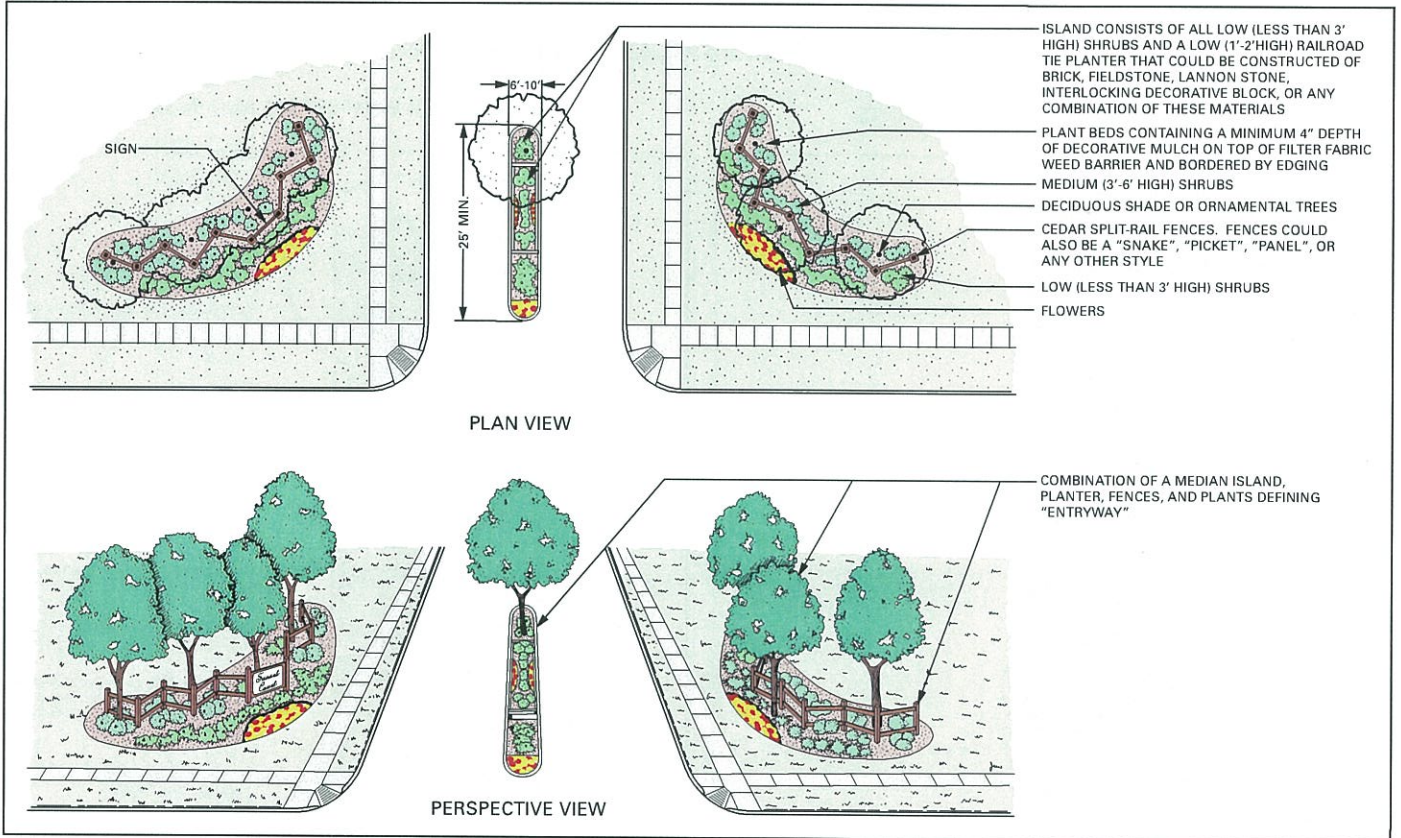 ISLAND CONSISTS OF ALL LOW (LESS THAN 3'
HIGH) SHRUBS AND A LOW (1'-2'HIGH) RAILROAD
TIE PLANTER THAT COULD BE CONSTRUCTED OF
BRICK, FIELDSTONE, LANNON STONE,
INTERLOCKING DECORATIVE BLOCK, OR ANY
COMBINATION OF THESE MATERIALS
6'-10'
PLANT BEDS CONTAINING A MINIMUM 4" DEPTH
OF DECORATIVE MULCH ON TOP OF FILTER FABRIC
WEED BARRIER AND BORDERED BY EDGING
SIGN
MEDIUM (3'-6' HIGH) SHRUBS
DECIDUOUS SHADE OR ORNAMENTAL TREES
25' MIN.
CEDAR SPLIT-RAIL FENCES. FENCES COULD
ALSO BE A "SNAKE", "PICKET", "PANEL", OR
ANY OTHER STYLE
LOW (LESS THAN 3' HIGH) SHRUBS
FLOWERS
PLAN VIEW
COMBINATION OF A MEDIAN ISLAND,
PLANTER, FENCES, AND PLANTS DEFINING
"ENTRYWAY"
PERSPECTIVE VIEW